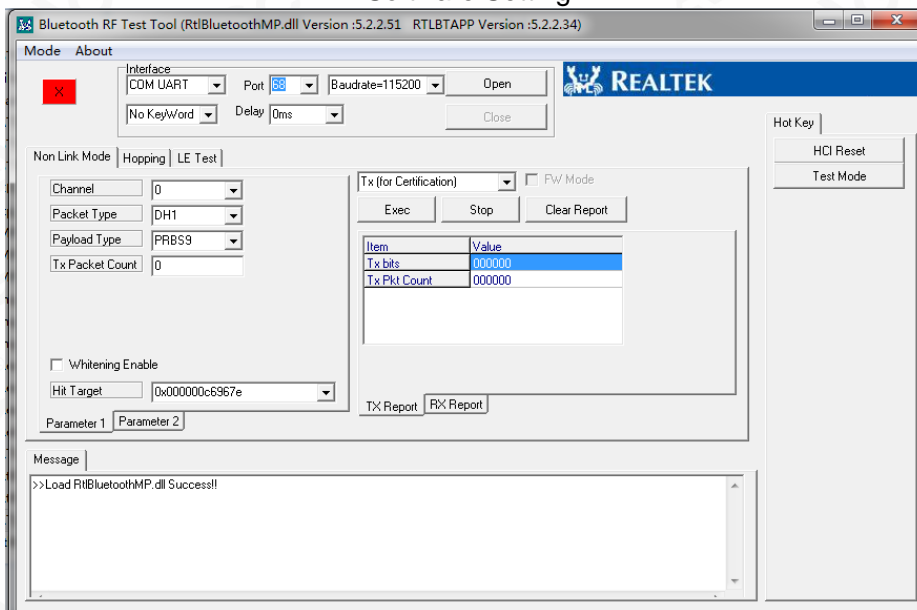 Bluetooth RF Test Tool (RtlBluetoothMP.dll Version :5.2.2.51 RTLBTAPP Version :5.2.2.34)
Mode About
Interface
X
COM UART Port 68 Baudrate=115200 Open
REALTEK
No KeyWord Delay 0ms Close
Hot Key
HCI Reset
Test Mode
Non Link Mode Hopping LE Test
Channel 0
Packet Type DH1
Payload Type PRBS9
Tx Packet Count 0
Whitening Enable
Hit Target 0x000000c6967e
Parameter 1 Parameter 2
Tx (for Certification) FW Mode
Exec Stop Clear Report
Item Value
Tx bits 000000
Tx Pkt Count 000000
TX Report RX Report
Message
>>Load RtlBluetoothMP.dll Success!!